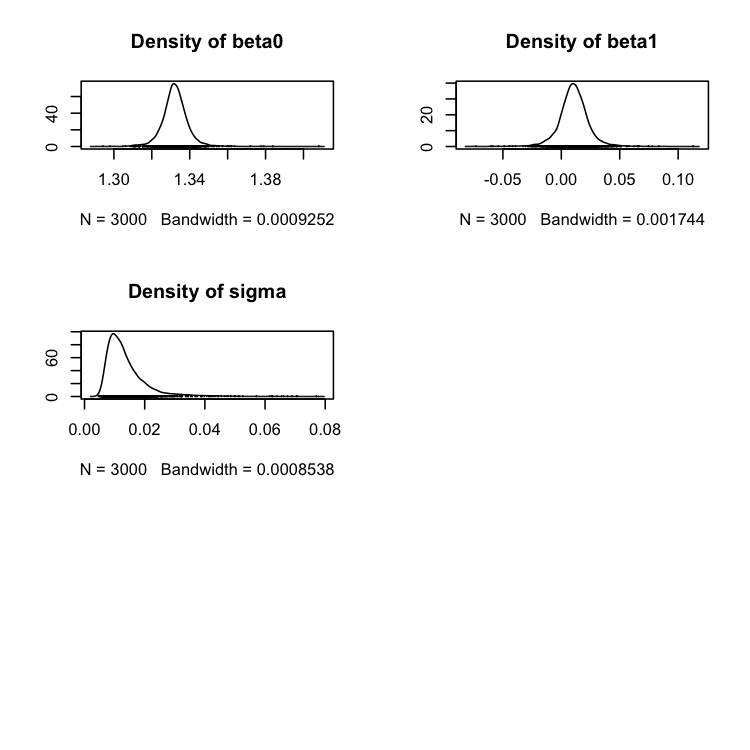 Density of beta0
40
0
1.30 1.34 1.38
N = 3000 Bandwidth = 0.0009252
Density of beta1
20
0
-0.05 0.00 0.05 0.10
N = 3000 Bandwidth = 0.001744
Density of sigma
60
0
0.00 0.02 0.04 0.06 0.08
N = 3000 Bandwidth = 0.0008538